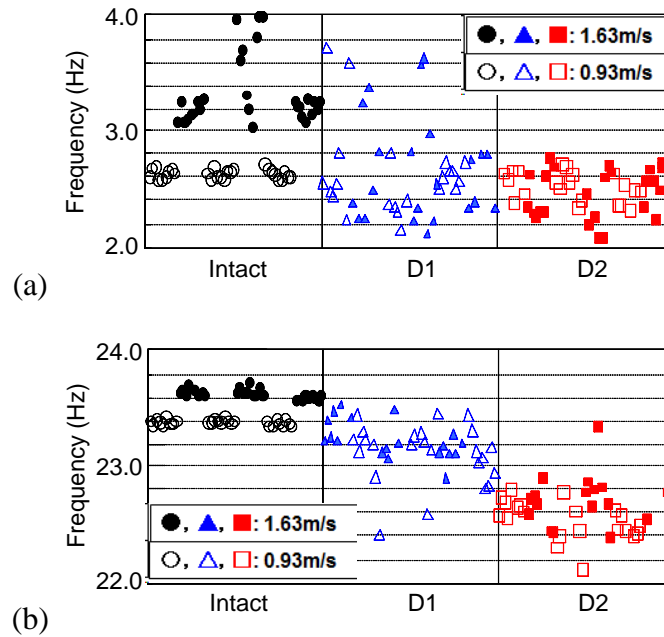 4.0
●, ▲, ■: 1.63m/s
○, △, □: 0.93m/s
Frequency (Hz)
3.0
2.0
Intact D1 D2
(a)
24.0
Frequency (Hz)
23.0
●, ▲, ■: 1.63m/s
○, △, □: 0.93m/s
22.0
Intact D1 D2
(b)